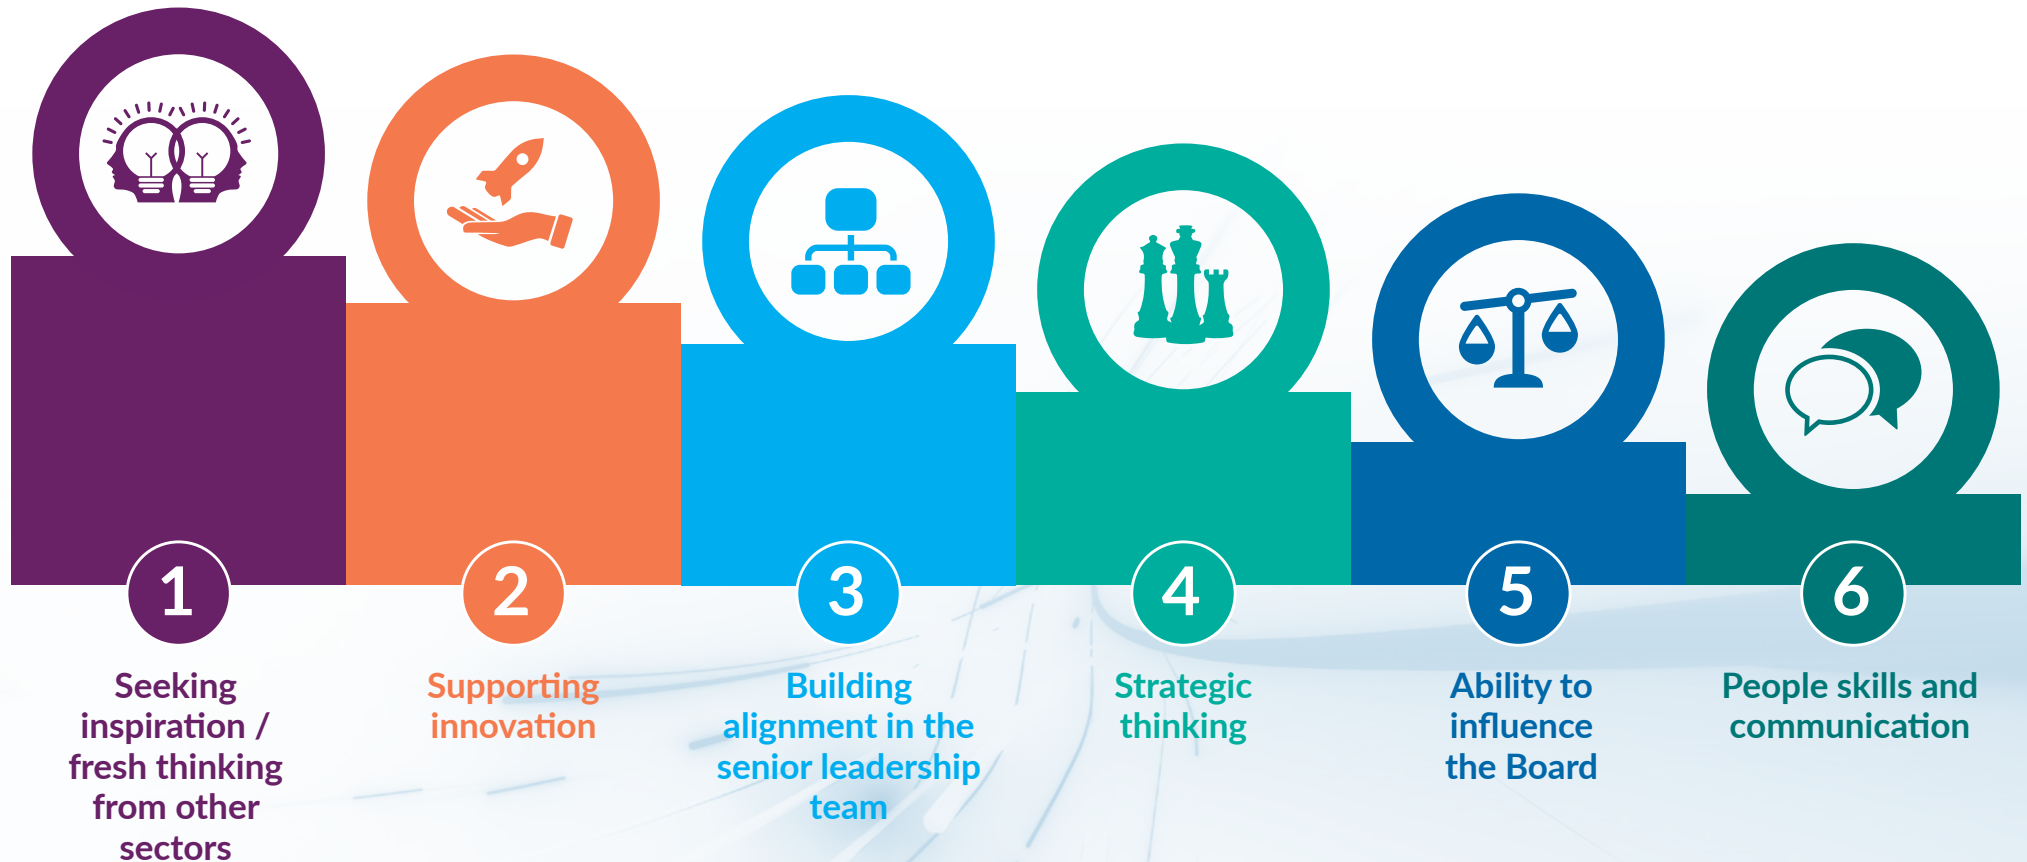 1
Seeking
inspiration /
fresh thinking
from other
sectors
2
Supporting
innovation
3
Building
alignment in the
senior leadership
team
4
Strategic
thinking
5
Ability to
influence
the Board
6
People skills and
communication